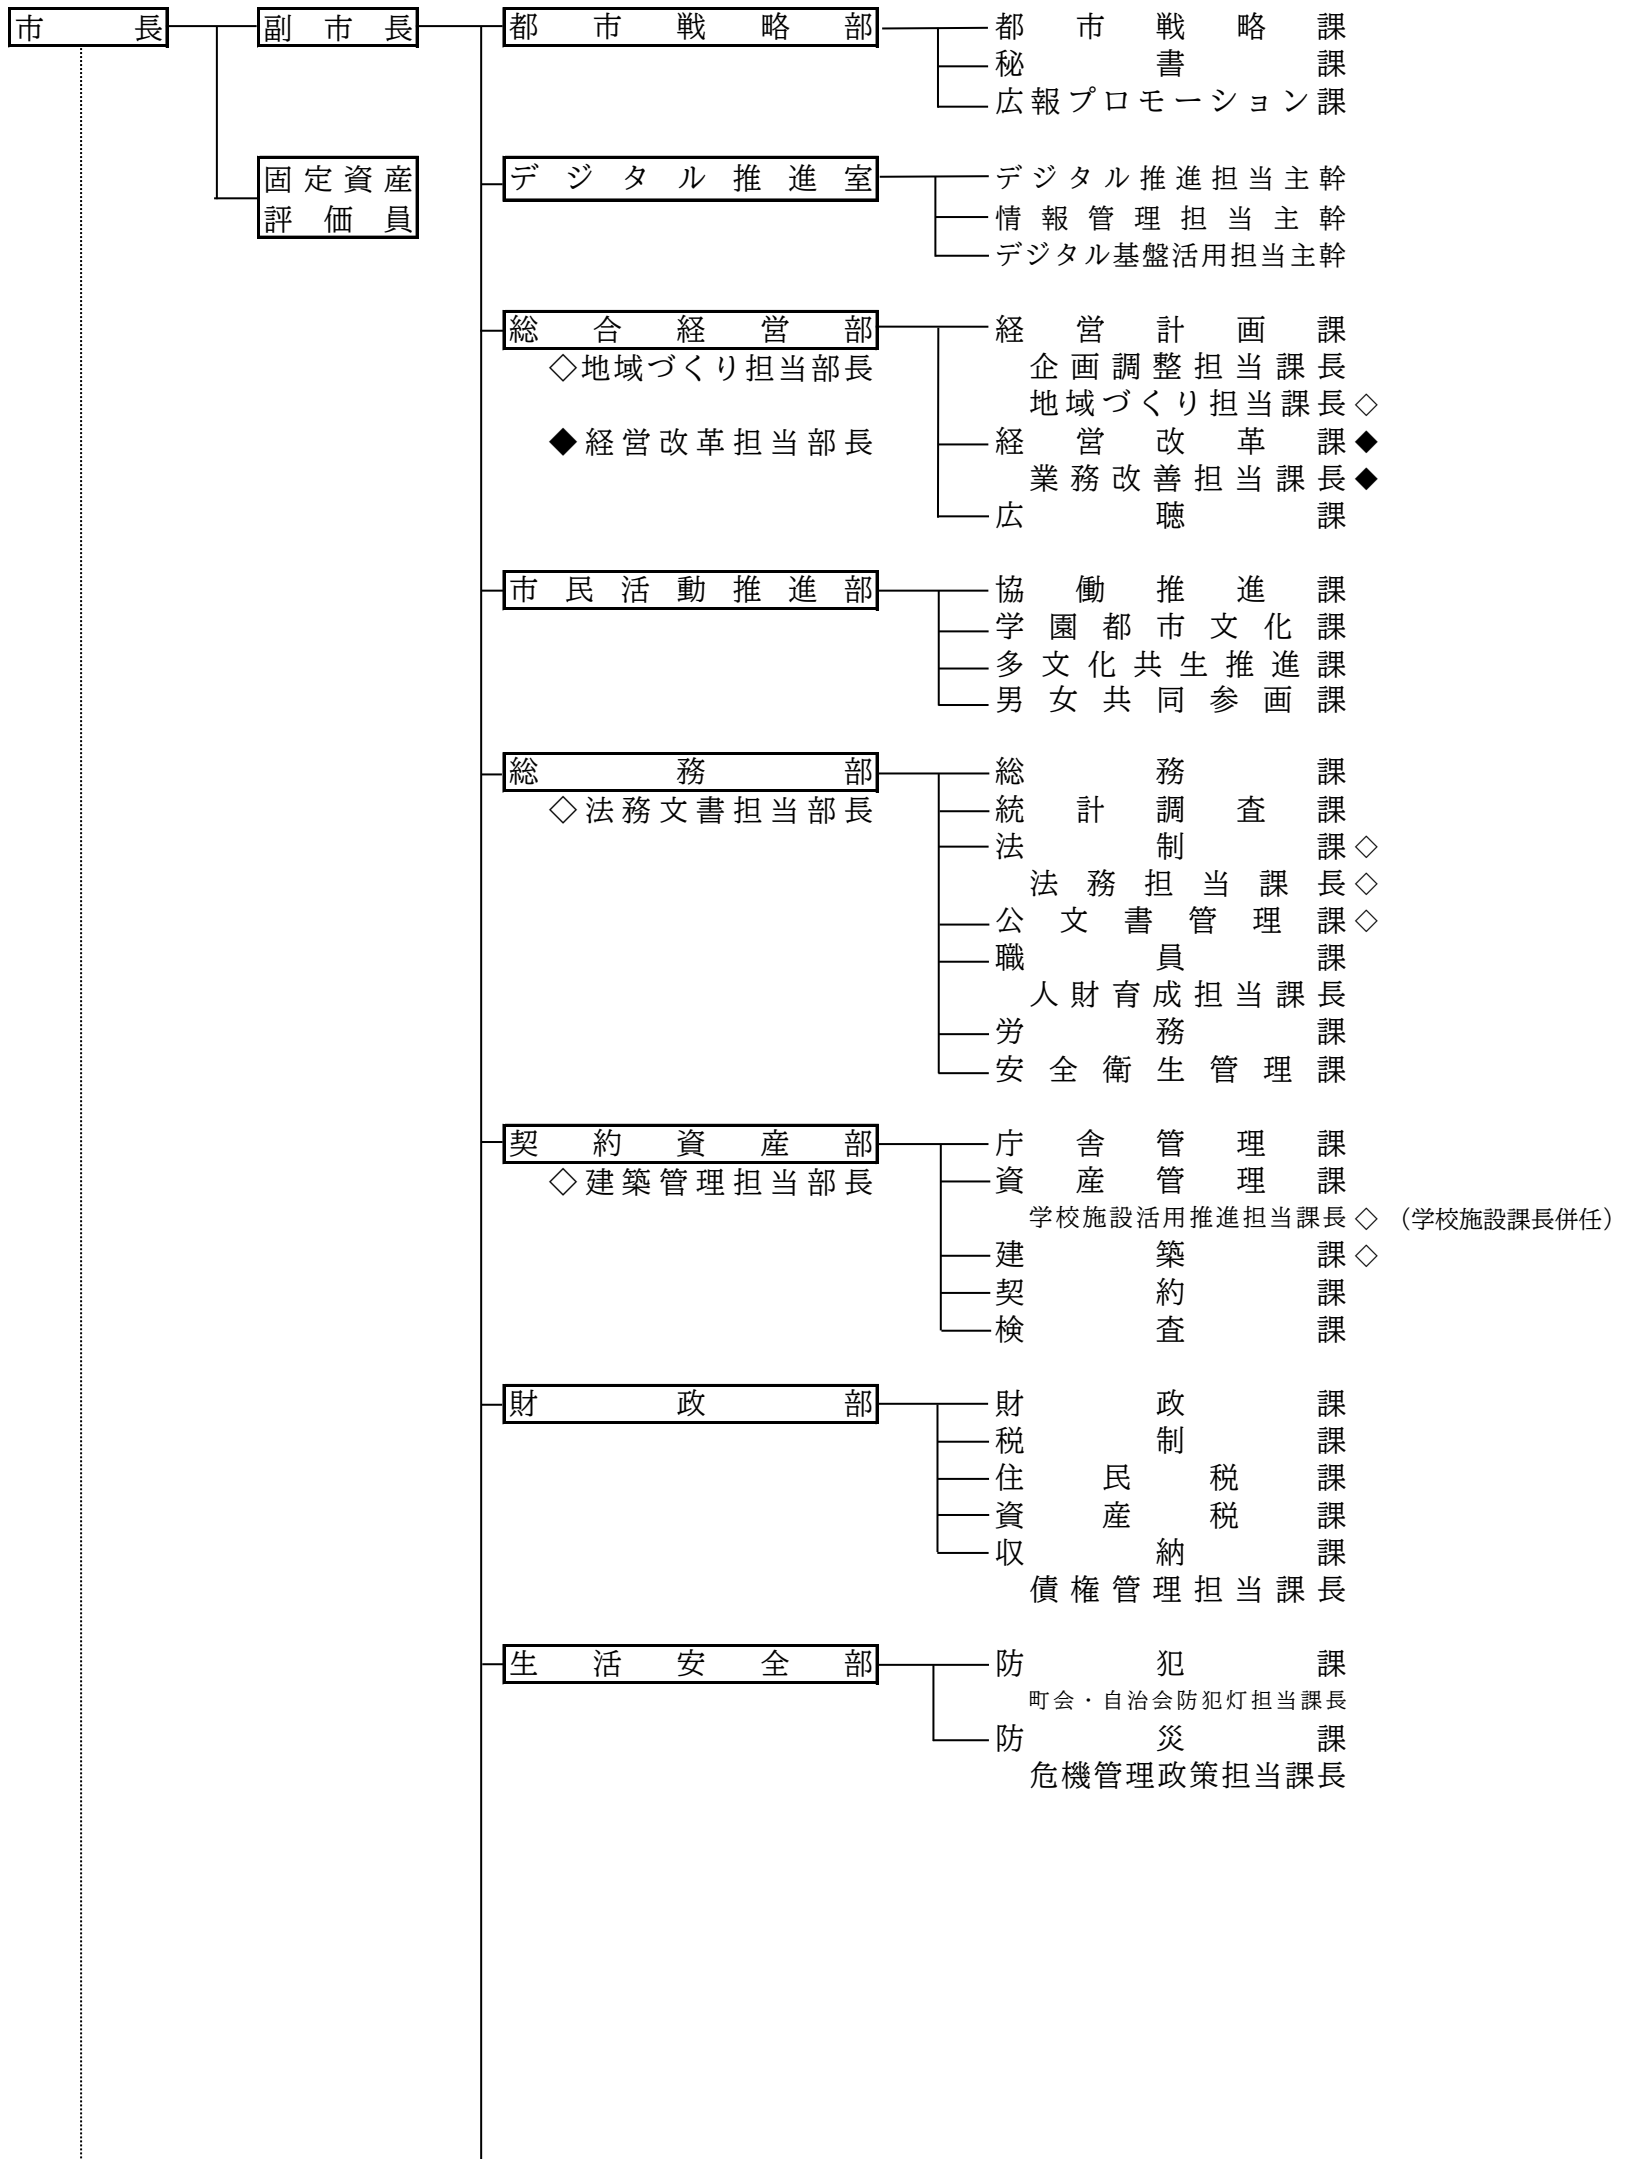 市長
副市長
固定資産
評価員
都市戦略部
都市戦略課
秘書課
広報プロモーション課
デジタル推進室
デジタル推進担当主幹
情報管理担当主幹
デジタル基盤活用担当主幹
総合経営部
◇地域づくり担当部長
◆経営改革担当部長
経営計画課
企画調整担当課長
地域づくり担当課長◇
経営改革課◆
業務改善担当課長◆
広聴課
市民活動推進部
協働推進課
学園都市文化課
多文化共生推進課
男女共同参画課
総務部
◇法務文書担当部長
総務課
統計調査課
法制課◇
法務担当課長◇
公文書管理課◇
職員課
人財育成担当課長
労務課
安全衛生管理課
契約資産部
◇建築管理担当部長
庁舎管理課
資産管理課
学校施設活用推進担当課長◇（学校施設課長併任）
建築課◇
契約課
検査課
財政部
財政課
税制課
住民税課
資産税課
収納課
債権管理担当課長
生活安全部
防犯課
町会・自治会防犯灯担当課長
防災課
危機管理政策担当課長